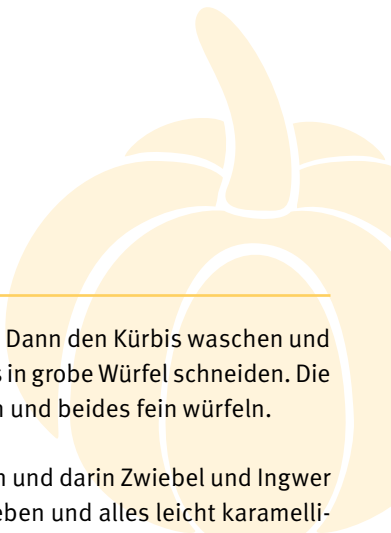 Dann den Kürbis waschen und
in grobe Würfel schneiden. Die
und beides fein würfeln.
und darin Zwiebel und Ingwer
und alles leicht karamelli-